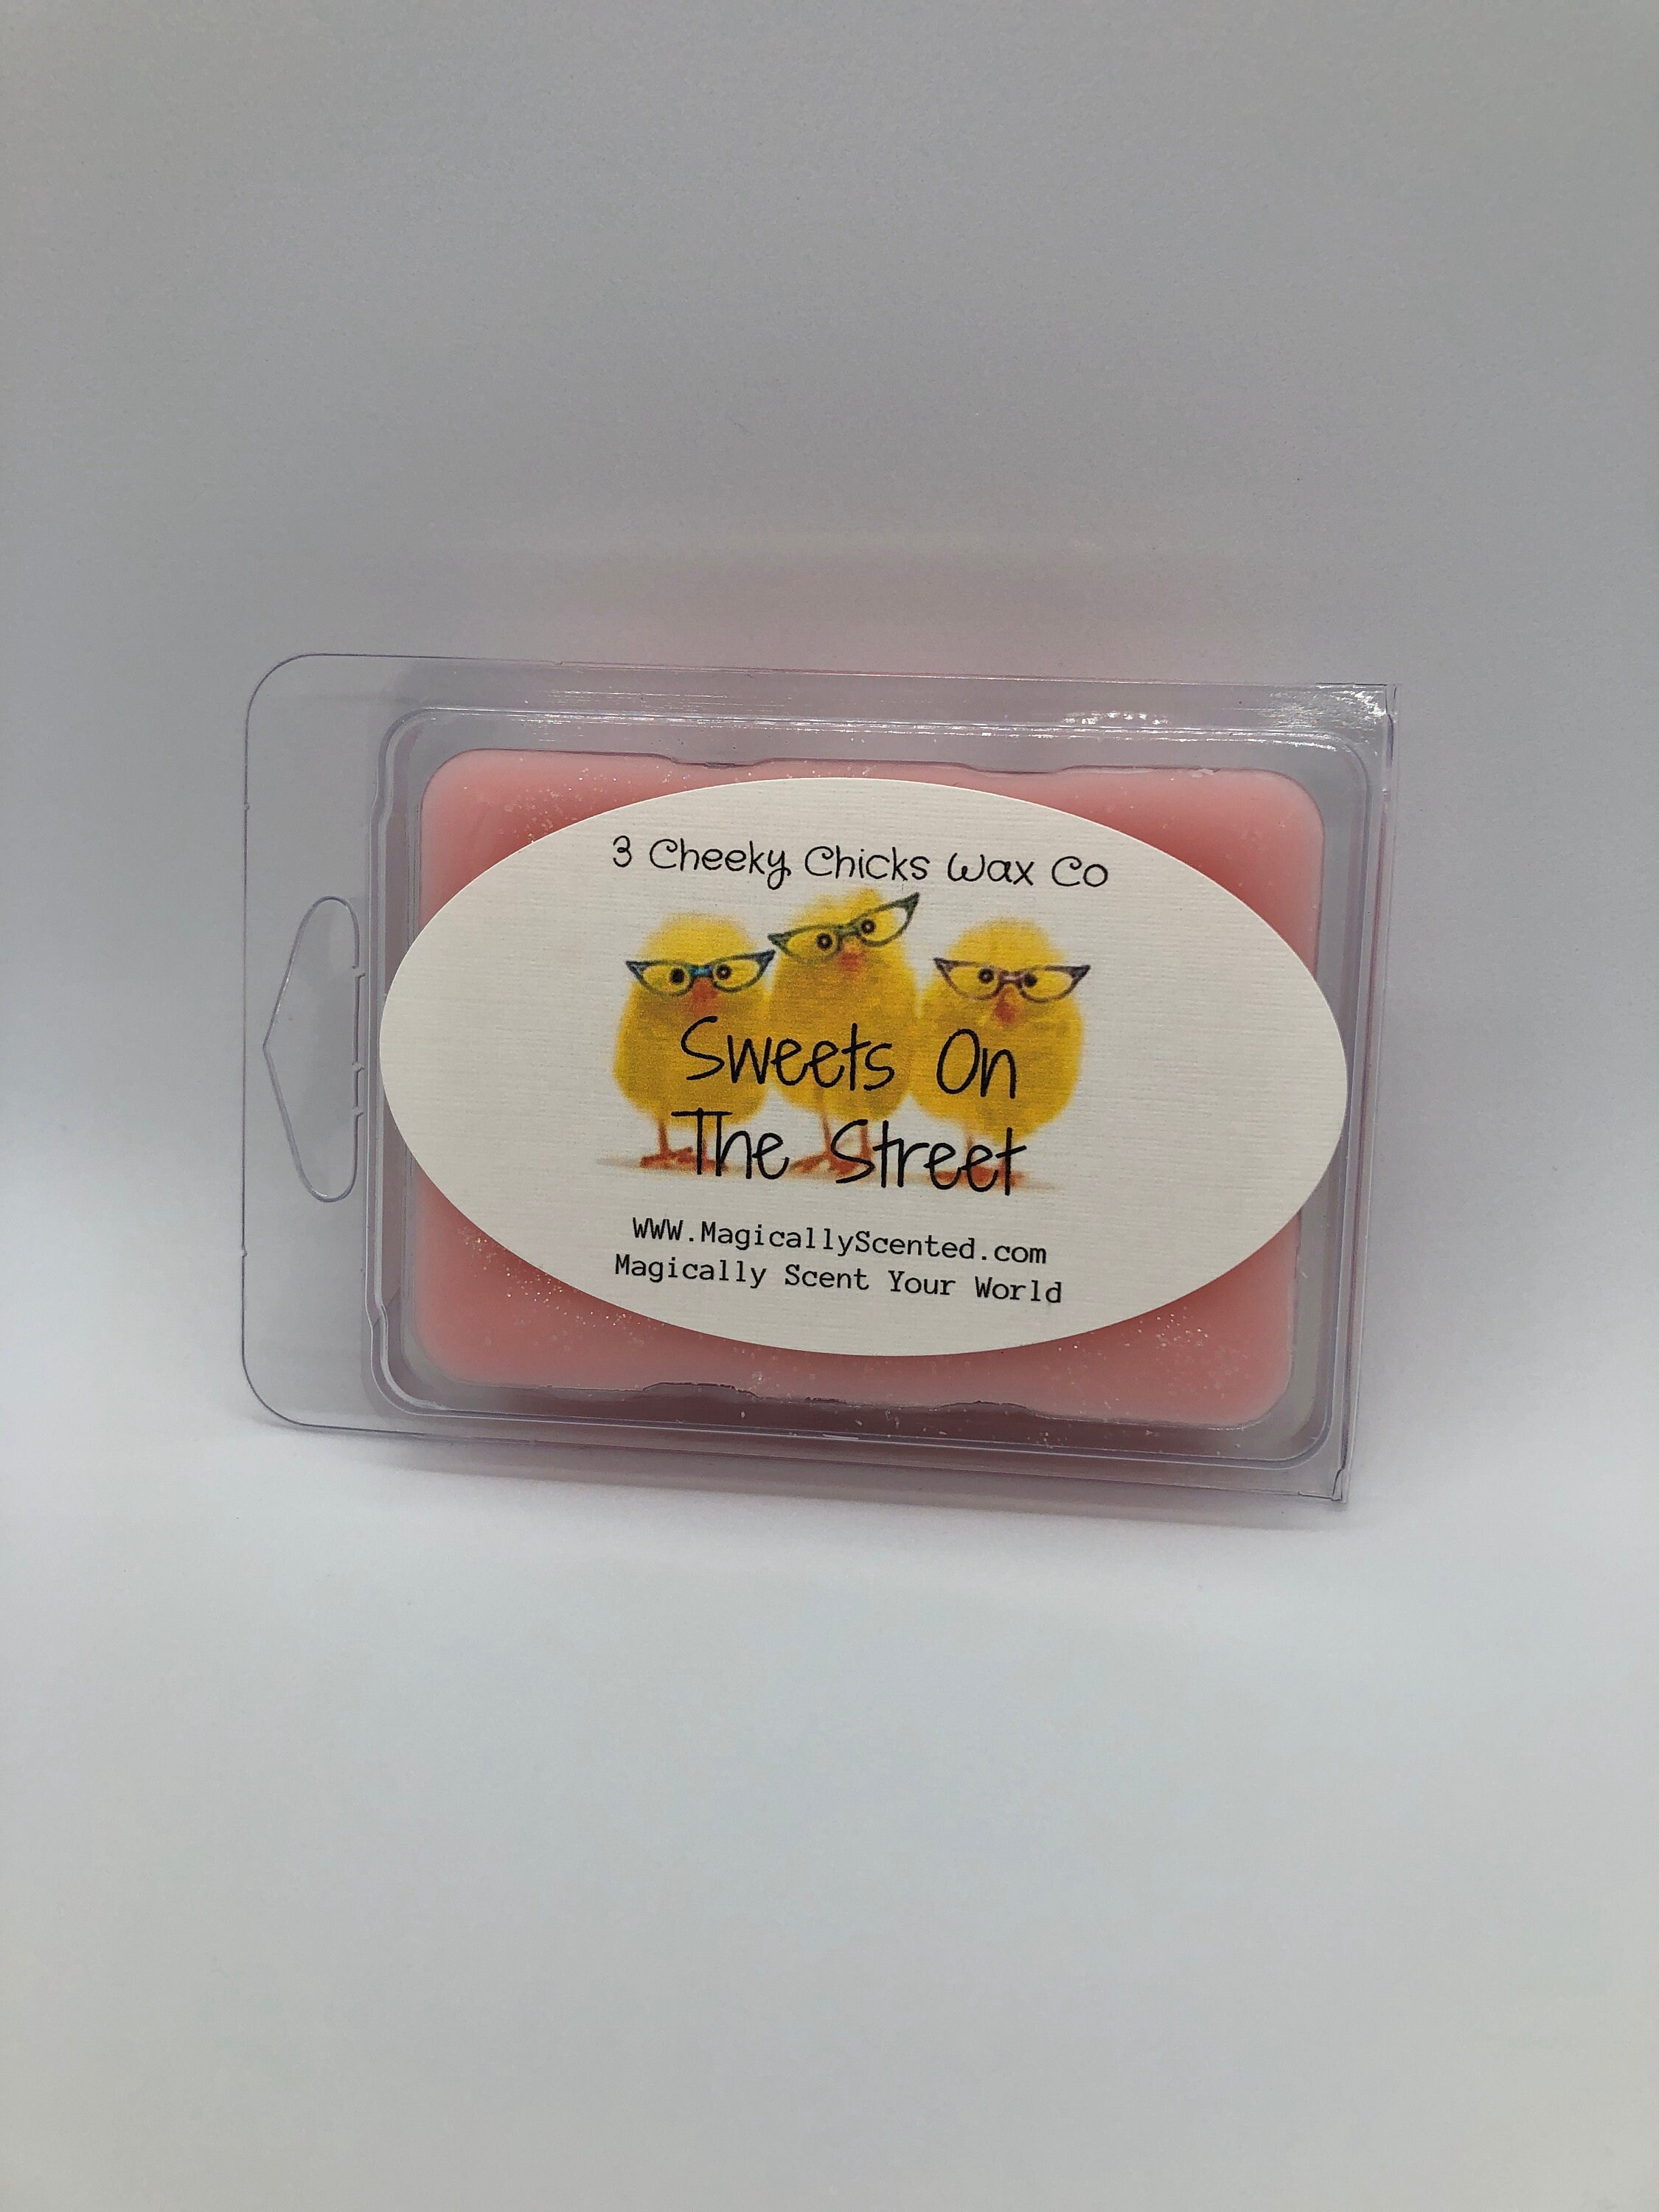 3 Cheeky Chicks Wax Co
Sweets On
The Street
WWW.MagicallyScented.com
Magically Scent Your World